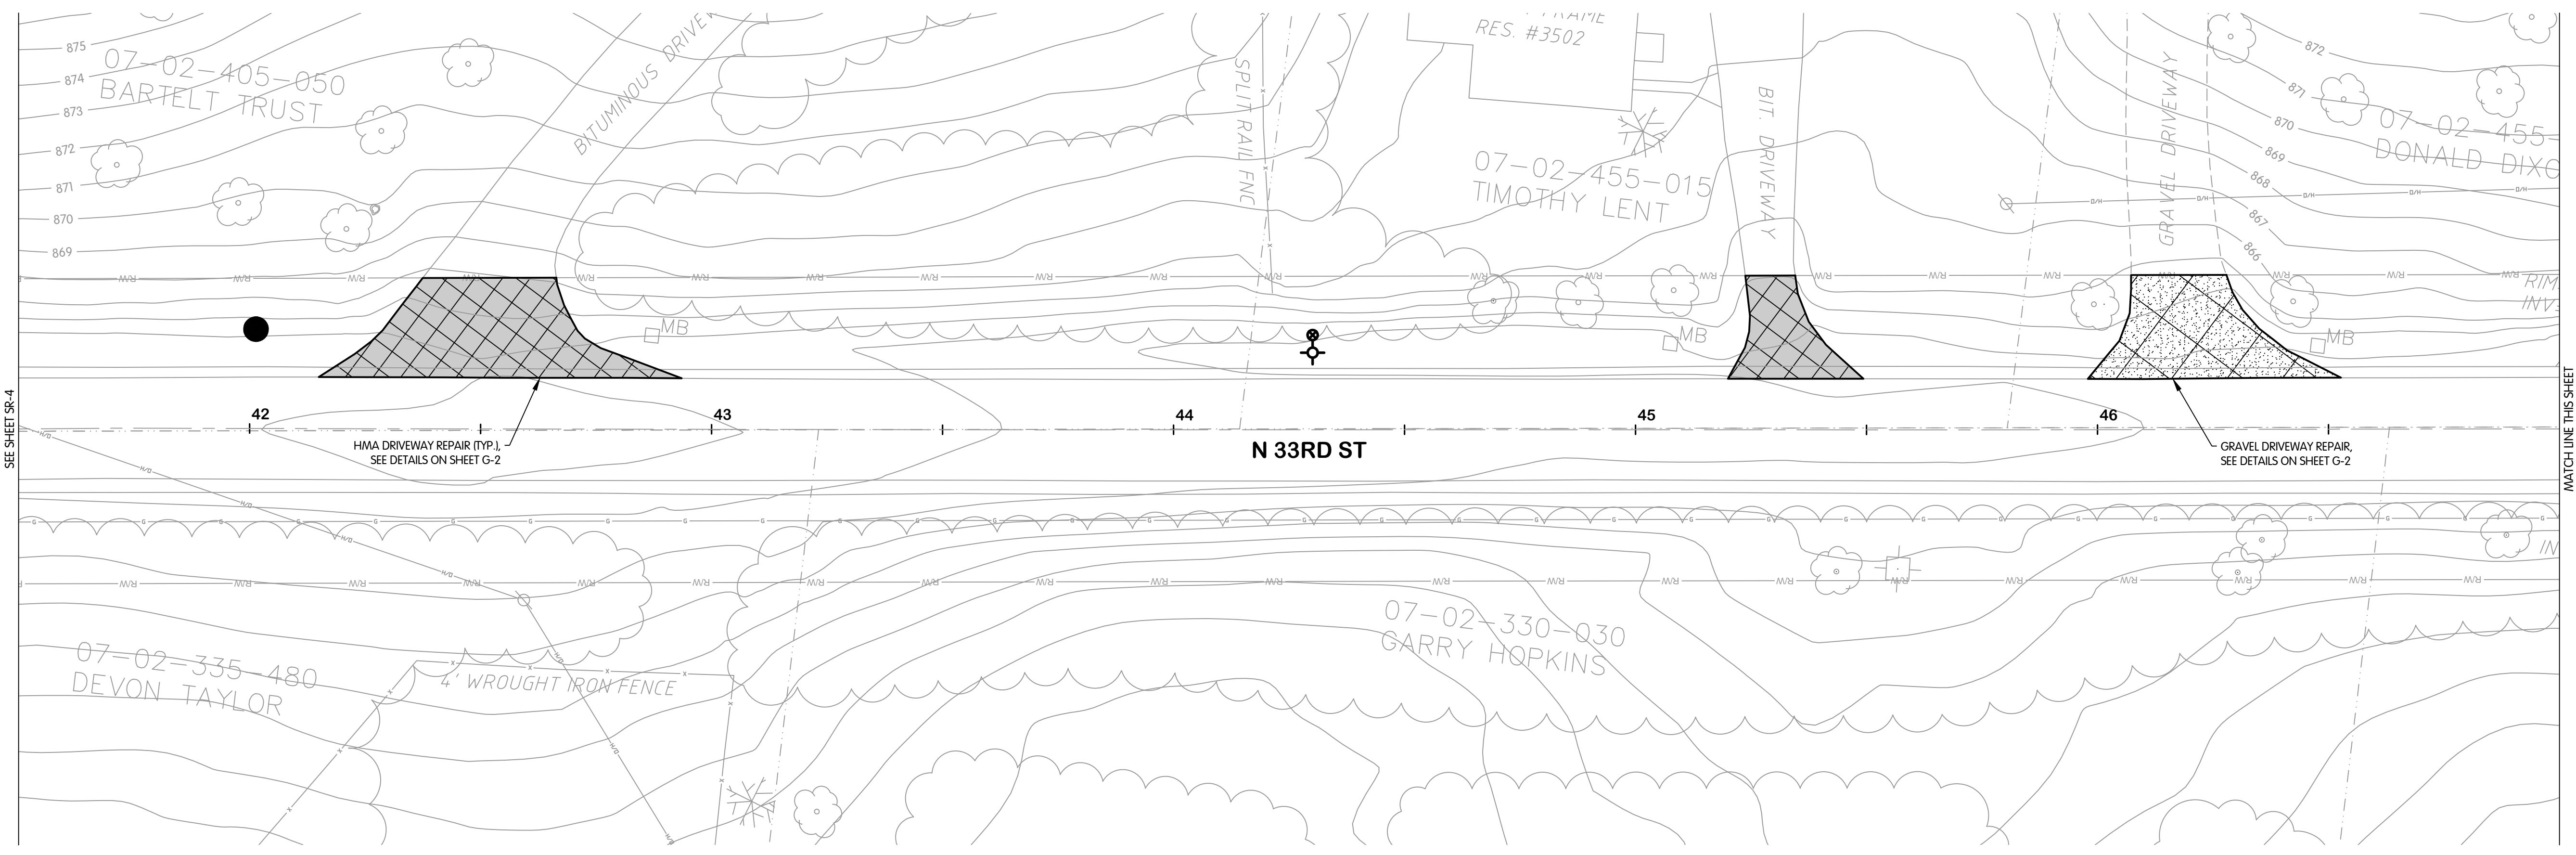 875
874
873
872
871
870
869
07-02-405-050
BARTELT TRUST
BITUMINOUS
SPLIT RAIL FNC
FRAME
RES. #3502
07-02-455-015
TIMOTHY LENT
BIT. DRIVEWAY
GRAVEL DRIVEWAY
872
871
870
869
868
867
866
07-02-455-
DONALD
MB
MB
MB
R/W
O/H
SEE SHEET SR-4
MATCH LINE THIS SHEET
42
43
44
45
46
HMA DRIVEWAY REPAIR (TYP.),
SEE DETAILS ON SHEET G-2
N 33RD ST
GRAVEL DRIVEWAY REPAIR,
SEE DETAILS ON SHEET G-2
G
R/W
O/H
07-02-335-480
DEVON TAYLOR
4' WROUGHT IRON FENCE
07-02-330-030
GARRY HOPKINS